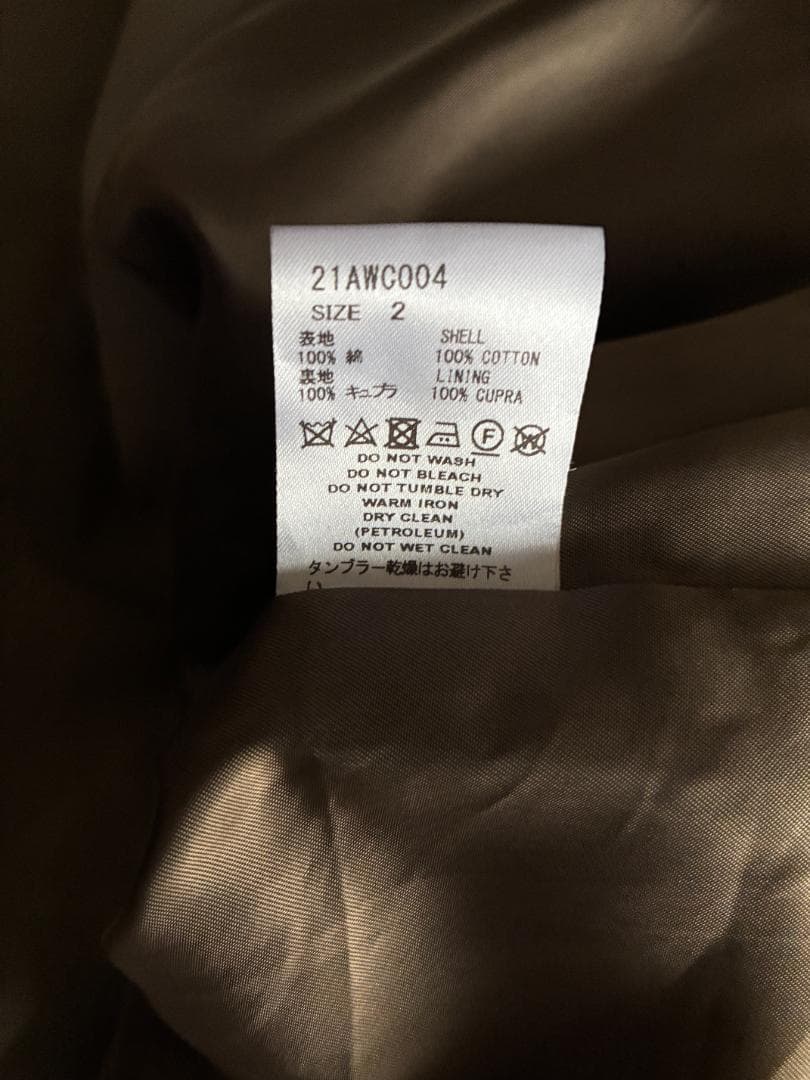 21AWC004
SIZE 2
表地 SHELL
100% 綿 100% COTTON
裏地 LINING
100% キュプラ 100% CUPRA
F W
DO NOT WASH
DO NOT BLEACH
DO NOT TUMBLE DRY
WARM IRON
DRY CLEAN
(PETROLEUM)
DO NOT WET CLEAN
タンブラー乾燥はお避け下さ
い